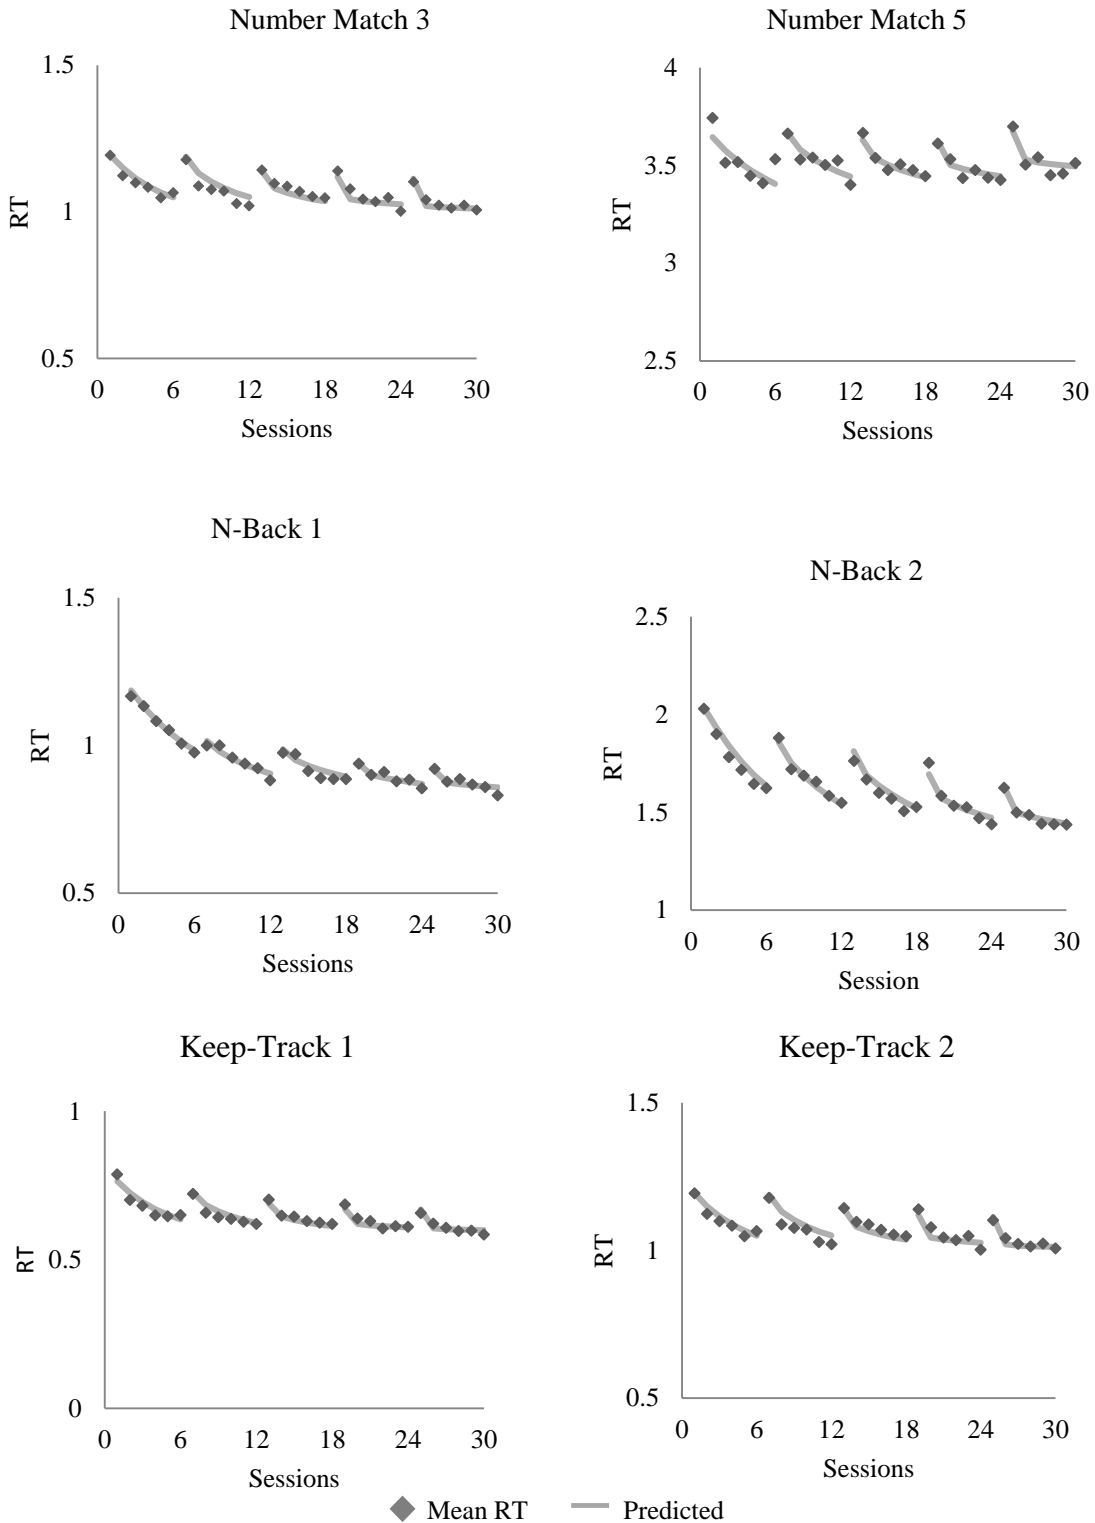 Number Match 3
1.5
1
0.5
RT
0 6 12 18 24 30
Sessions
Number Match 5
4
3.5
3
2.5
RT
0 6 12 18 24 30
Sessions
N-Back 1
1.5
1
0.5
RT
0 6 12 18 24 30
Sessions
N-Back 2
2.5
2
1.5
1
RT
0 6 12 18 24 30
Session
Keep-Track 1
1
0.5
0
RT
0 6 12 18 24 30
Sessions
Keep-Track 2
1.5
1
0.5
RT
0 6 12 18 24 30
Sessions
Mean RT Predicted